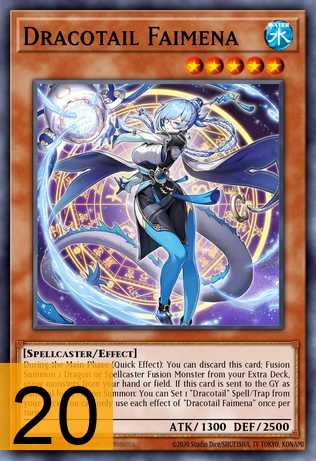 Dracotail Faimena
WATER
水
[Spellcaster/Effect]
During the Main Phase (Quick Effect): You can discard this card; Fusion
Summon 1 Dragon or Spellcaster Fusion Monster from your Extra Deck,
monsters from your hand or field. If this card is sent to the GY as
Summon: You can Set 1 "Dracotail" Spell/Trap
use each effect of "Dracotail Faimena" once per
20
ATK/1300 DEF/2500
Studio Dice/SHUEISHA, TV TOKYO, KONAMI